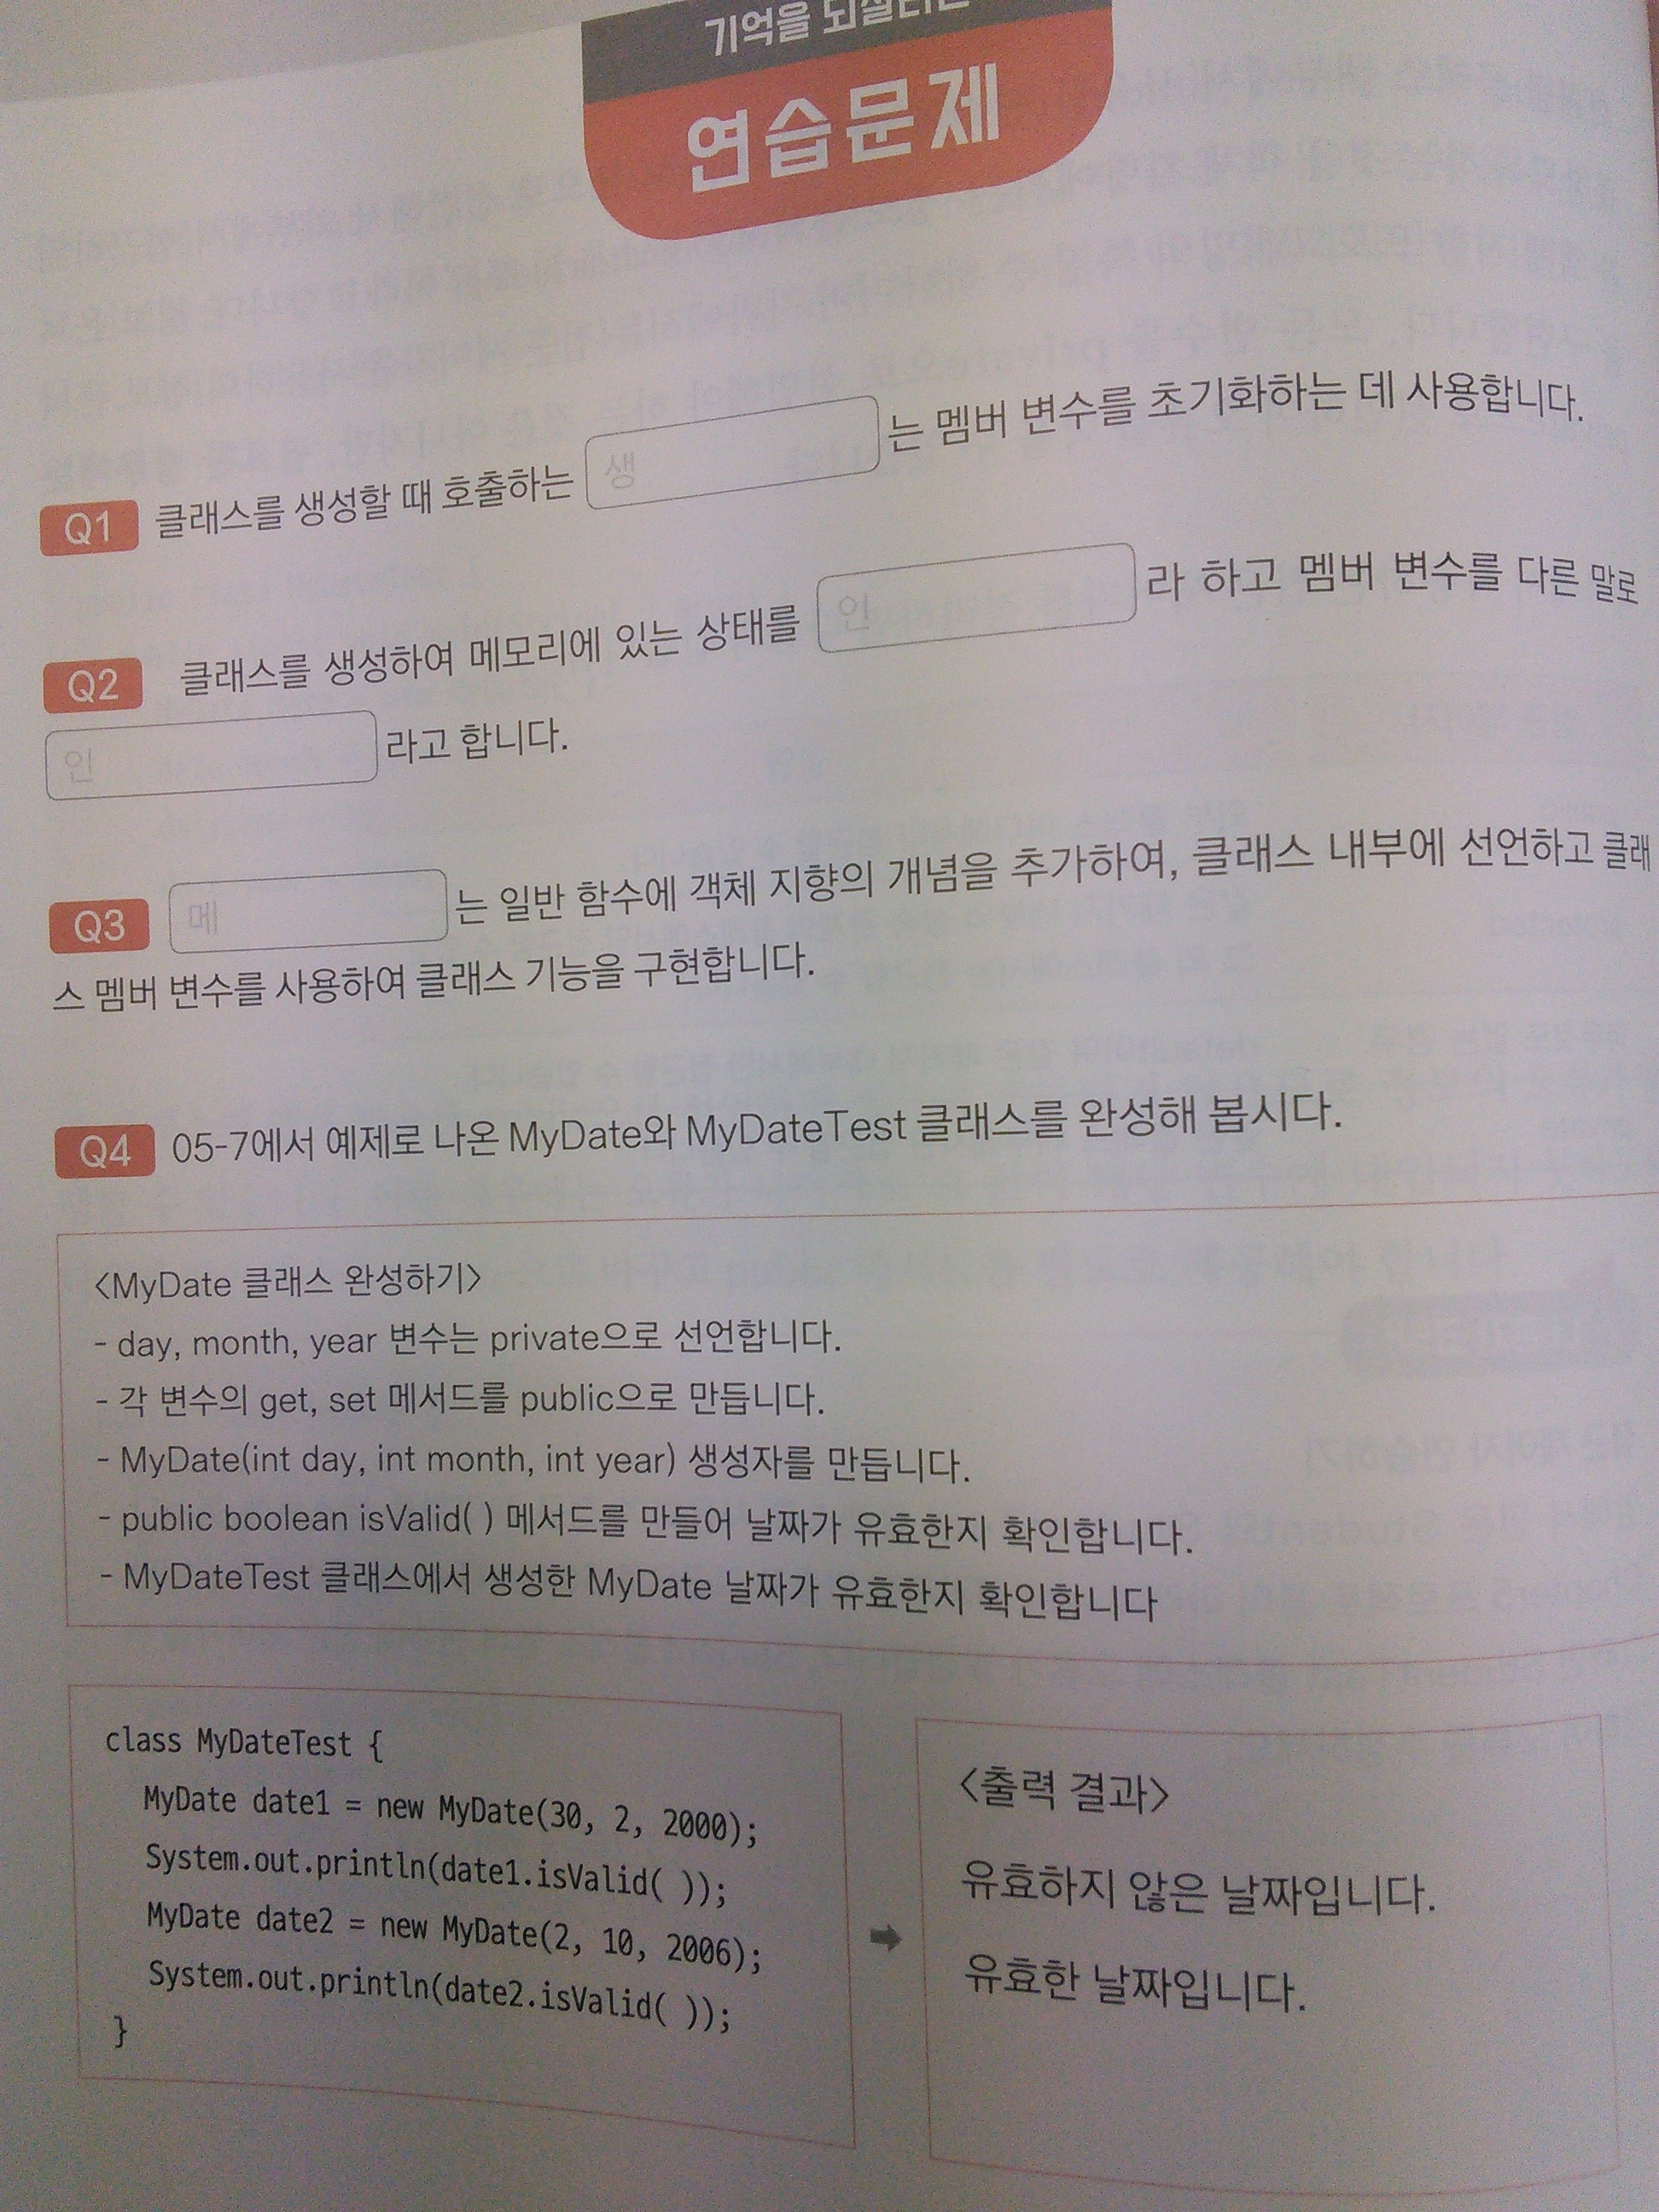 기억을 되살리는
연습문제
Q1 클래스를 생성할 때 호출하는 생 는 멤버 변수를 초기화하는 데 사용합니다.
Q2 클래스를 생성하여 메모리에 있는 상태를 인 라 하고 멤버 변수를 다른 말로
인 라고 합니다.
Q3 메 는 일반 함수에 객체 지향의 개념을 추가하여, 클래스 내부에 선언하고 클래
스 멤버 변수를 사용하여 클래스 기능을 구현합니다.
Q4 05-7에서 예제로 나온 MyDate와 MyDateTest 클래스를 완성해 봅시다.
<MyDate 클래스 완성하기>
- day, month, year 변수는 private으로 선언합니다.
- 각 변수의 get, set 메서드를 public으로 만듭니다.
- MyDate(int day, int month, int year) 생성자를 만듭니다.
- public boolean isValid( ) 메서드를 만들어 날짜가 유효한지 확인합니다.
- MyDateTest 클래스에서 생성한 MyDate 날짜가 유효한지 확인합니다
class MyDateTest {
MyDate date1 = new MyDate(30, 2, 2000);
System.out.println(date1.isValid( ));
MyDate date2 = new MyDate(2, 10, 2006);
System.out.println(date2.isValid( ));
}
<출력 결과>
유효하지 않은 날짜입니다.
유효한 날짜입니다.